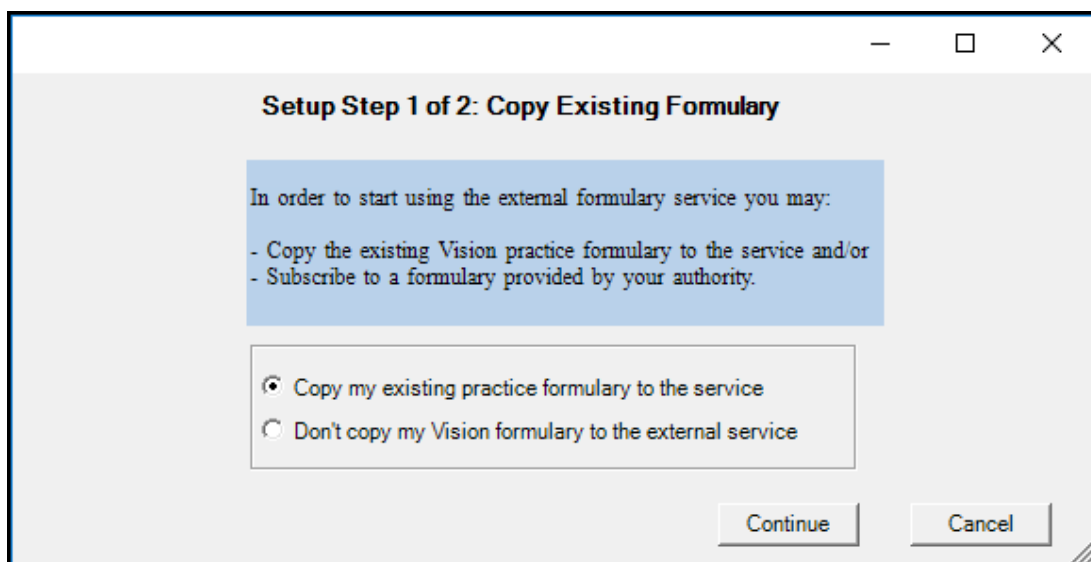 Setup Step 1 of 2: Copy Existing Formulary
In order to start using the external formulary service you may:
- Copy the existing Vision practice formulary to the service and/or
- Subscribe to a formulary provided by your authority.
Copy my existing practice formulary to the service
Don't copy my Vision formulary to the external service
Continue
Cancel